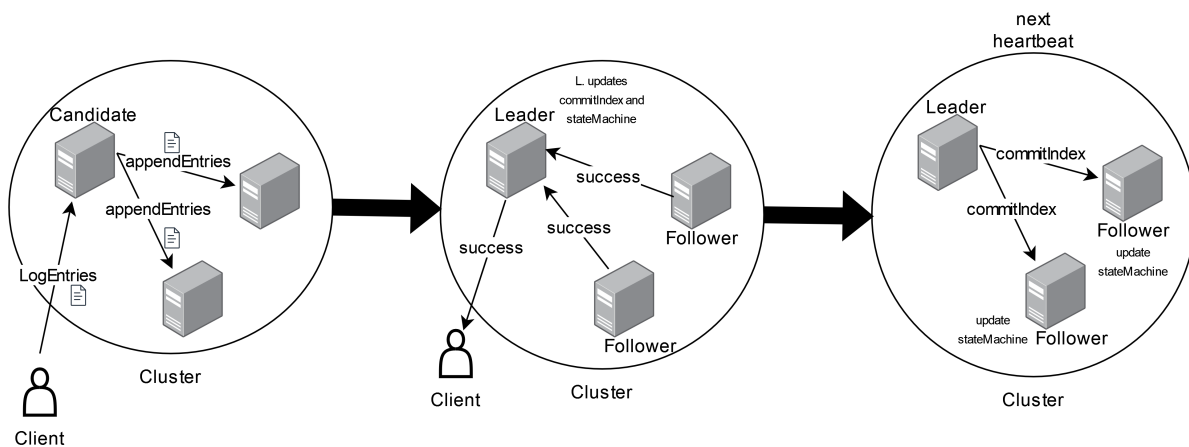 Candidate
appendEntries
appendEntries
LogEntries
Cluster
Client
L. updates
commitIndex and
stateMachine
Leader
success
success
success
Follower
Follower
Client
Cluster
next
heartbeat
Leader
commitIndex
commitIndex
Follower
update
stateMachine
update
stateMachine
Follower
Cluster